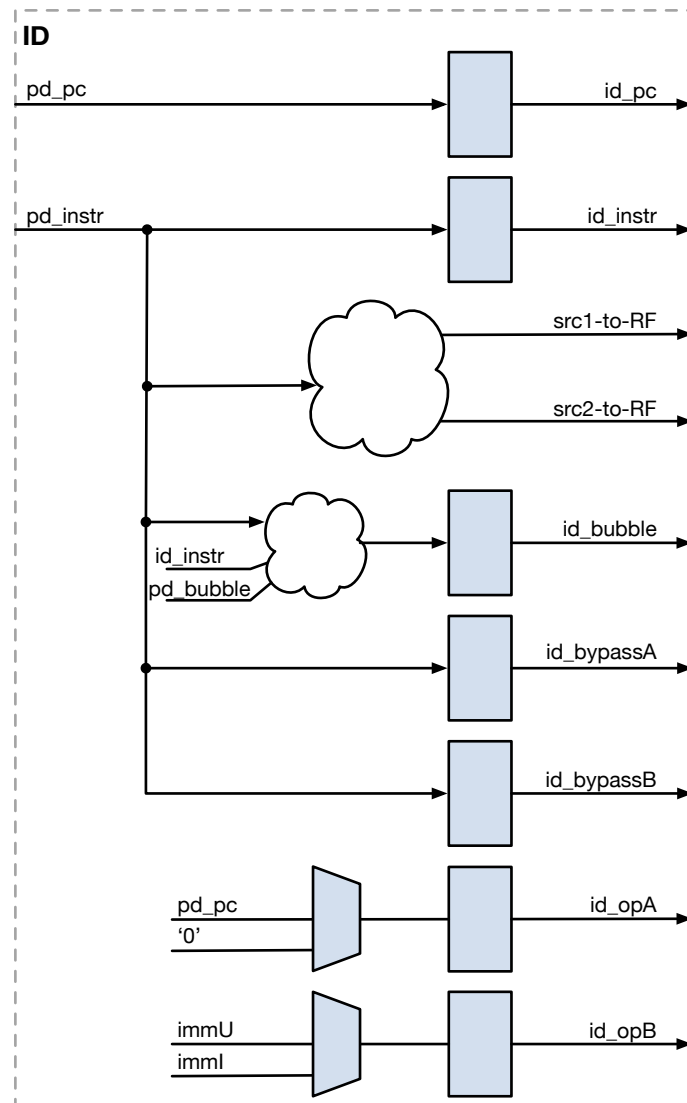 ID
pd_pc
id_pc
pd_instr
id_instr
src1-to-RF
src2-to-RF
id_bubble
id_instr
pd_bubble
id_bypassA
id_bypassB
pd_pc
id_opA
‘0’
immU
id_opB
immI